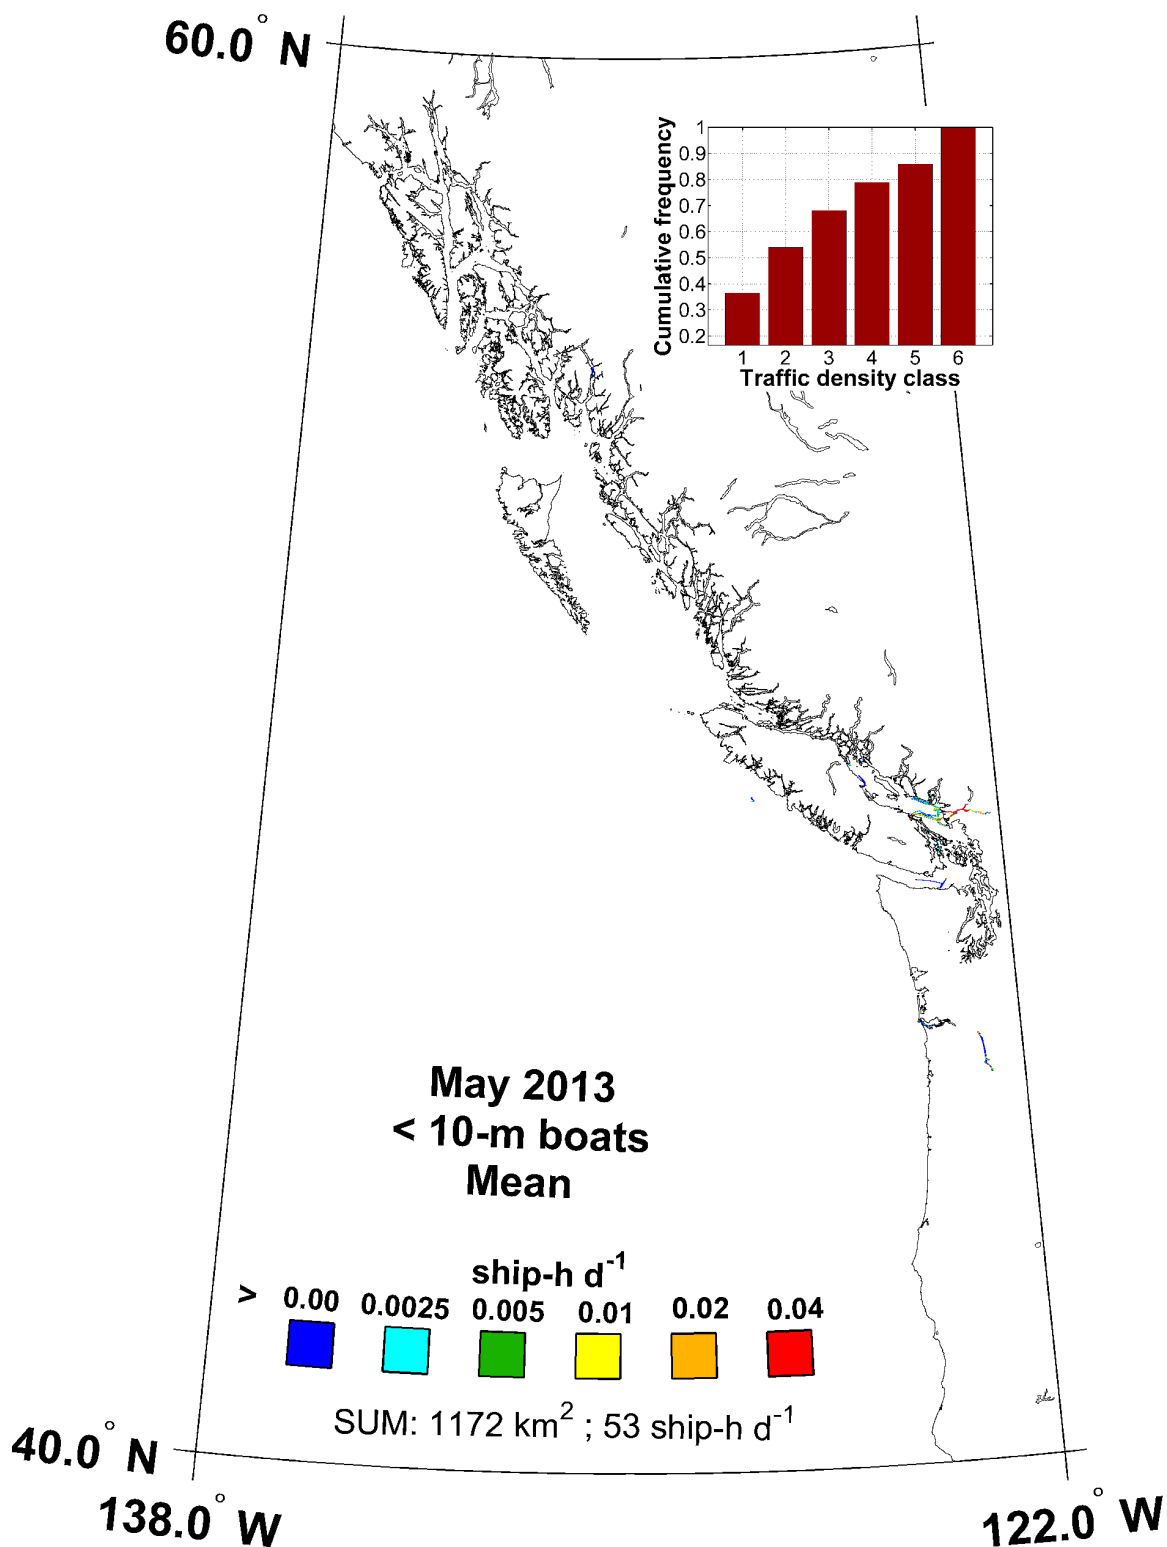 60.0° N
Cumulative frequency
1
0.9
0.8
0.7
0.6
0.5
0.4
0.3
0.2
1 2 3 4 5 6
Traffic density class
May 2013
< 10-m boats
Mean
ship-h d⁻¹
> 0.00 0.0025 0.005 0.01 0.02 0.04
SUM: 1172 km² ; 53 ship-h d⁻¹
40.0° N
138.0° W
122.0° W